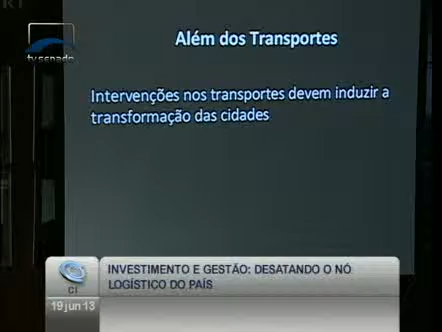 tv senado
Além dos Transportes
Intervenções nos transportes devem induzir a
transformação das cidades
INVESTIMENTO E GESTÃO: DESATANDO O NÓ
LOGÍSTICO DO PAÍS
CI
19 jun 13